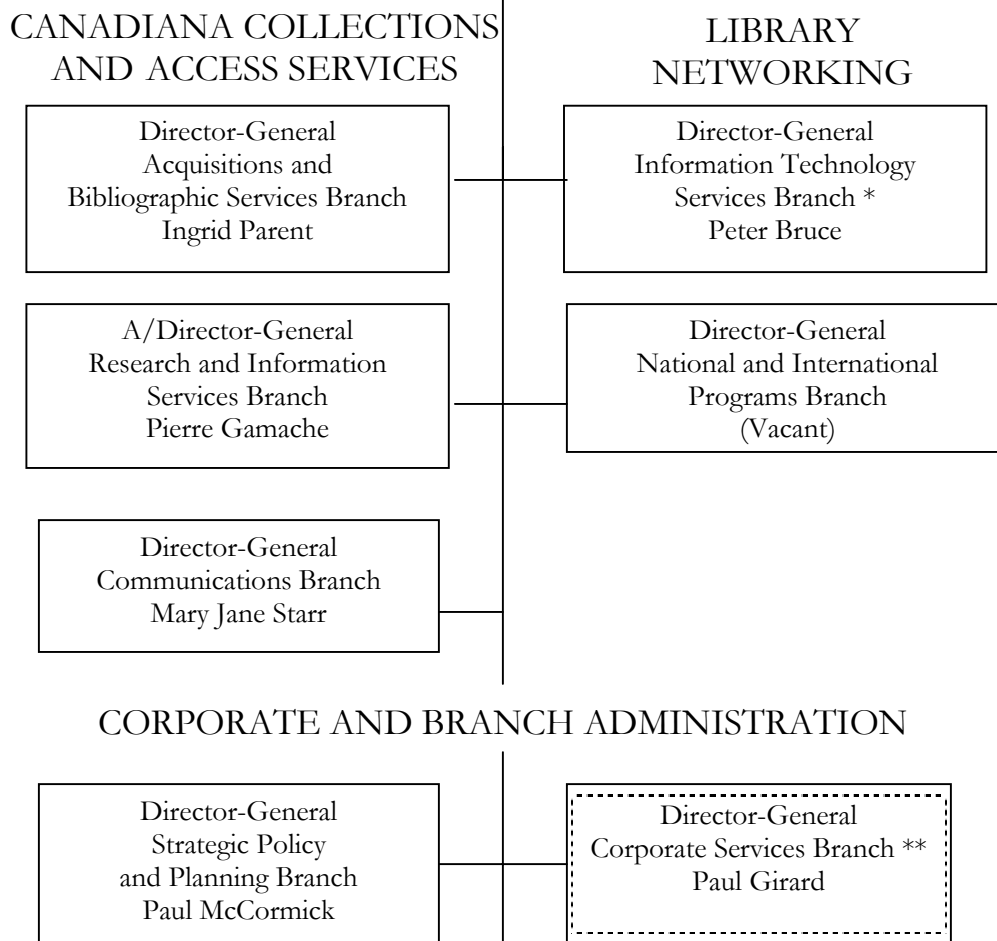 CANADIANA COLLECTIONS
AND ACCESS SERVICES
LIBRARY
NETWORKING
Director-General
Acquisitions and
Bibliographic Services Branch
Ingrid Parent
Director-General
Information Technology
Services Branch *
Peter Bruce
A/Director-General
Research and Information
Services Branch
Pierre Gamache
Director-General
National and International
Programs Branch
(Vacant)
Director-General
Communications Branch
Mary Jane Starr
CORPORATE AND BRANCH ADMINISTRATION
Director-General
Strategic Policy
and Planning Branch
Paul McCormick
Director-General
Corporate Services Branch **
Paul Girard